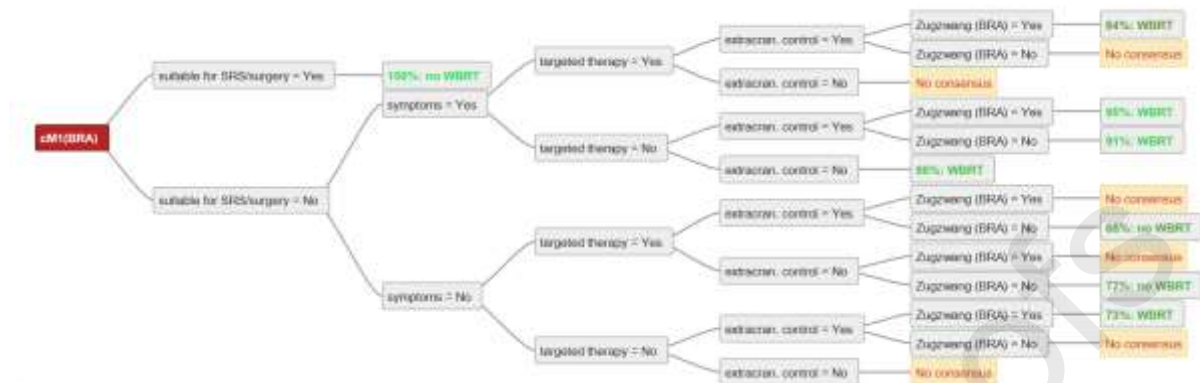 Zugzwang (BRA) = Yes
94%: WBRT
extracran. control = Yes
Zugzwang (BRA) = No
No consensus
targeted therapy = Yes
suitable for SRS/surgery = Yes
100%: no WBRT
extracran. control = No
No consensus
symptoms = Yes
Zugzwang (BRA) = Yes
95%: WBRT
extracran. control = Yes
cM1(BRA)
Zugzwang (BRA) = No
91%: WBRT
targeted therapy = No
extracran. control = No
WBRT
suitable for SRS/surgery = No
Zugzwang (BRA) = Yes
No consensus
extracran. control = Yes
Zugzwang (BRA) = No
no WBRT
targeted therapy = Yes
Zugzwang (BRA) = Yes
No consensus
extracran. control = No
Zugzwang (BRA) = No
77%: no WBRT
symptoms = No
Zugzwang (BRA) = Yes
73%: WBRT
extracran. control = Yes
Zugzwang (BRA) = No
No consensus
targeted therapy = No
extracran. control = No
No consensus